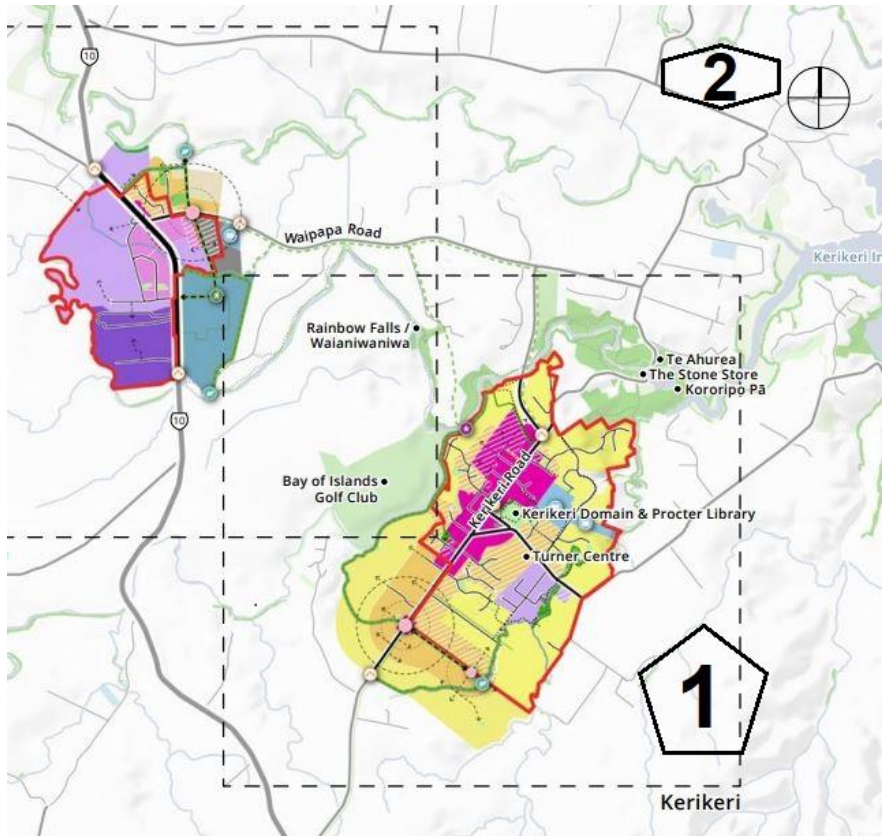 10
2
Waipapa Road
Kerikeri In
Rainbow Falls /
Waianiwaniwa
Te Ahurea
The Stone Store
Kororipo Pā
10
Bay of Islands
Golf Club
Kerikeri Road
Kerikeri Domain & Procter Library
Turner Centre
1
Kerikeri